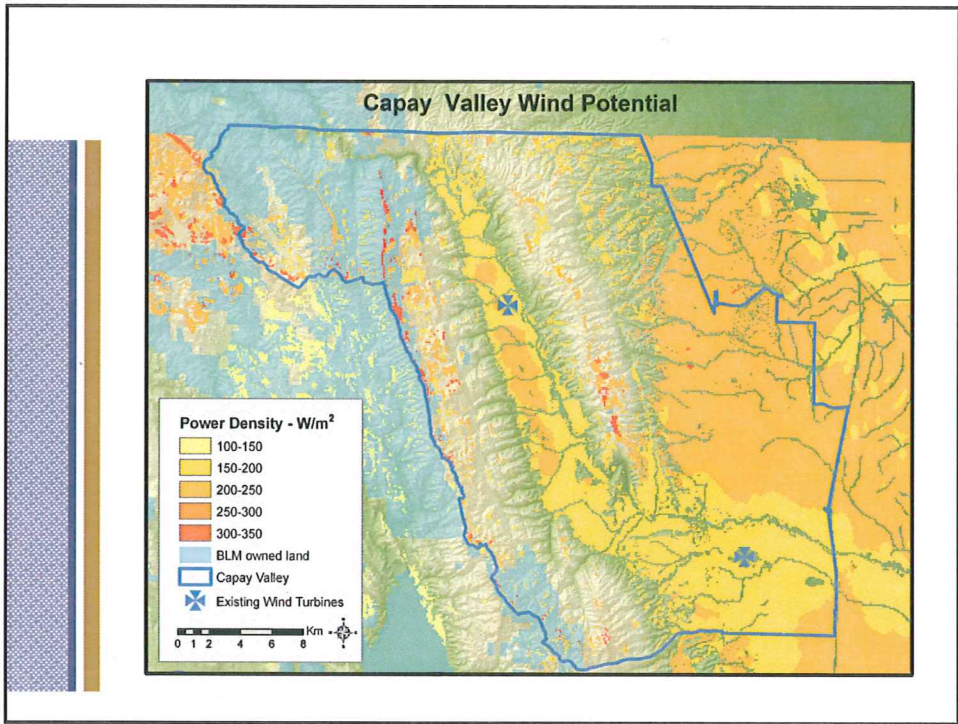 Capay Valley Wind Potential
Power Density - W/m²
100-150
150-200
200-250
250-300
300-350
BLM owned land
Capay Valley
Existing Wind Turbines
0 1 2 4 6 8 Km